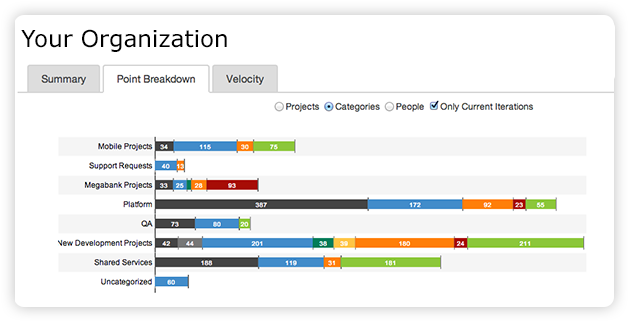 Your Organization
Summary Point Breakdown Velocity
Projects Categories People Only Current Iterations
Mobile Projects 34 115 30 75
Support Requests 40 13
Megabank Projects 33 25 28 93
Platform 387 172 92 23 55
QA 73 80 20
New Development Projects 42 44 201 38 39 180 24 211
Shared Services 188 119 31 181
Uncategorized 60